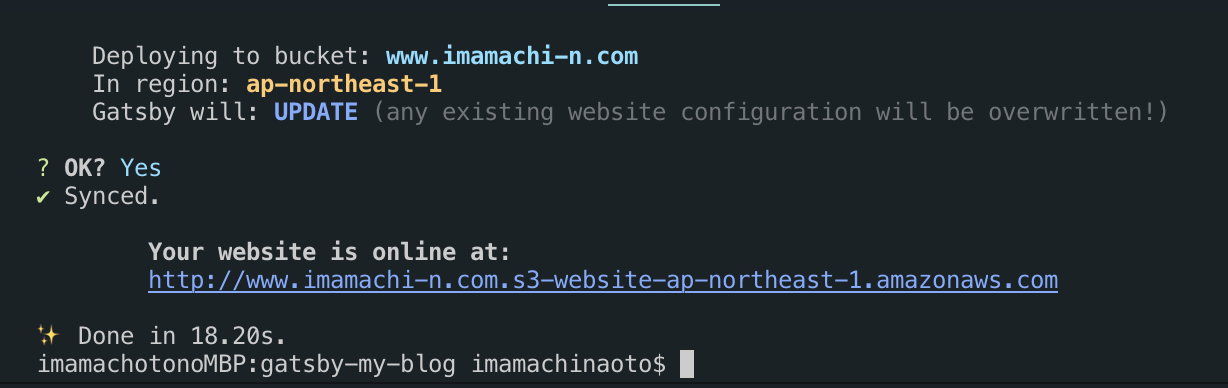 Deploying to bucket: www.imamachi-n.com
In region: ap-northeast-1
Gatsby will: UPDATE (any existing website configuration will be overwritten!)
? OK? Yes
✔ Synced.
Your website is online at:
http://www.imamachi-n.com.s3-website-ap-northeast-1.amazonaws.com
✨ Done in 18.20s.
imamachotonoMBP:gatsby-my-blog imamachinaoto$